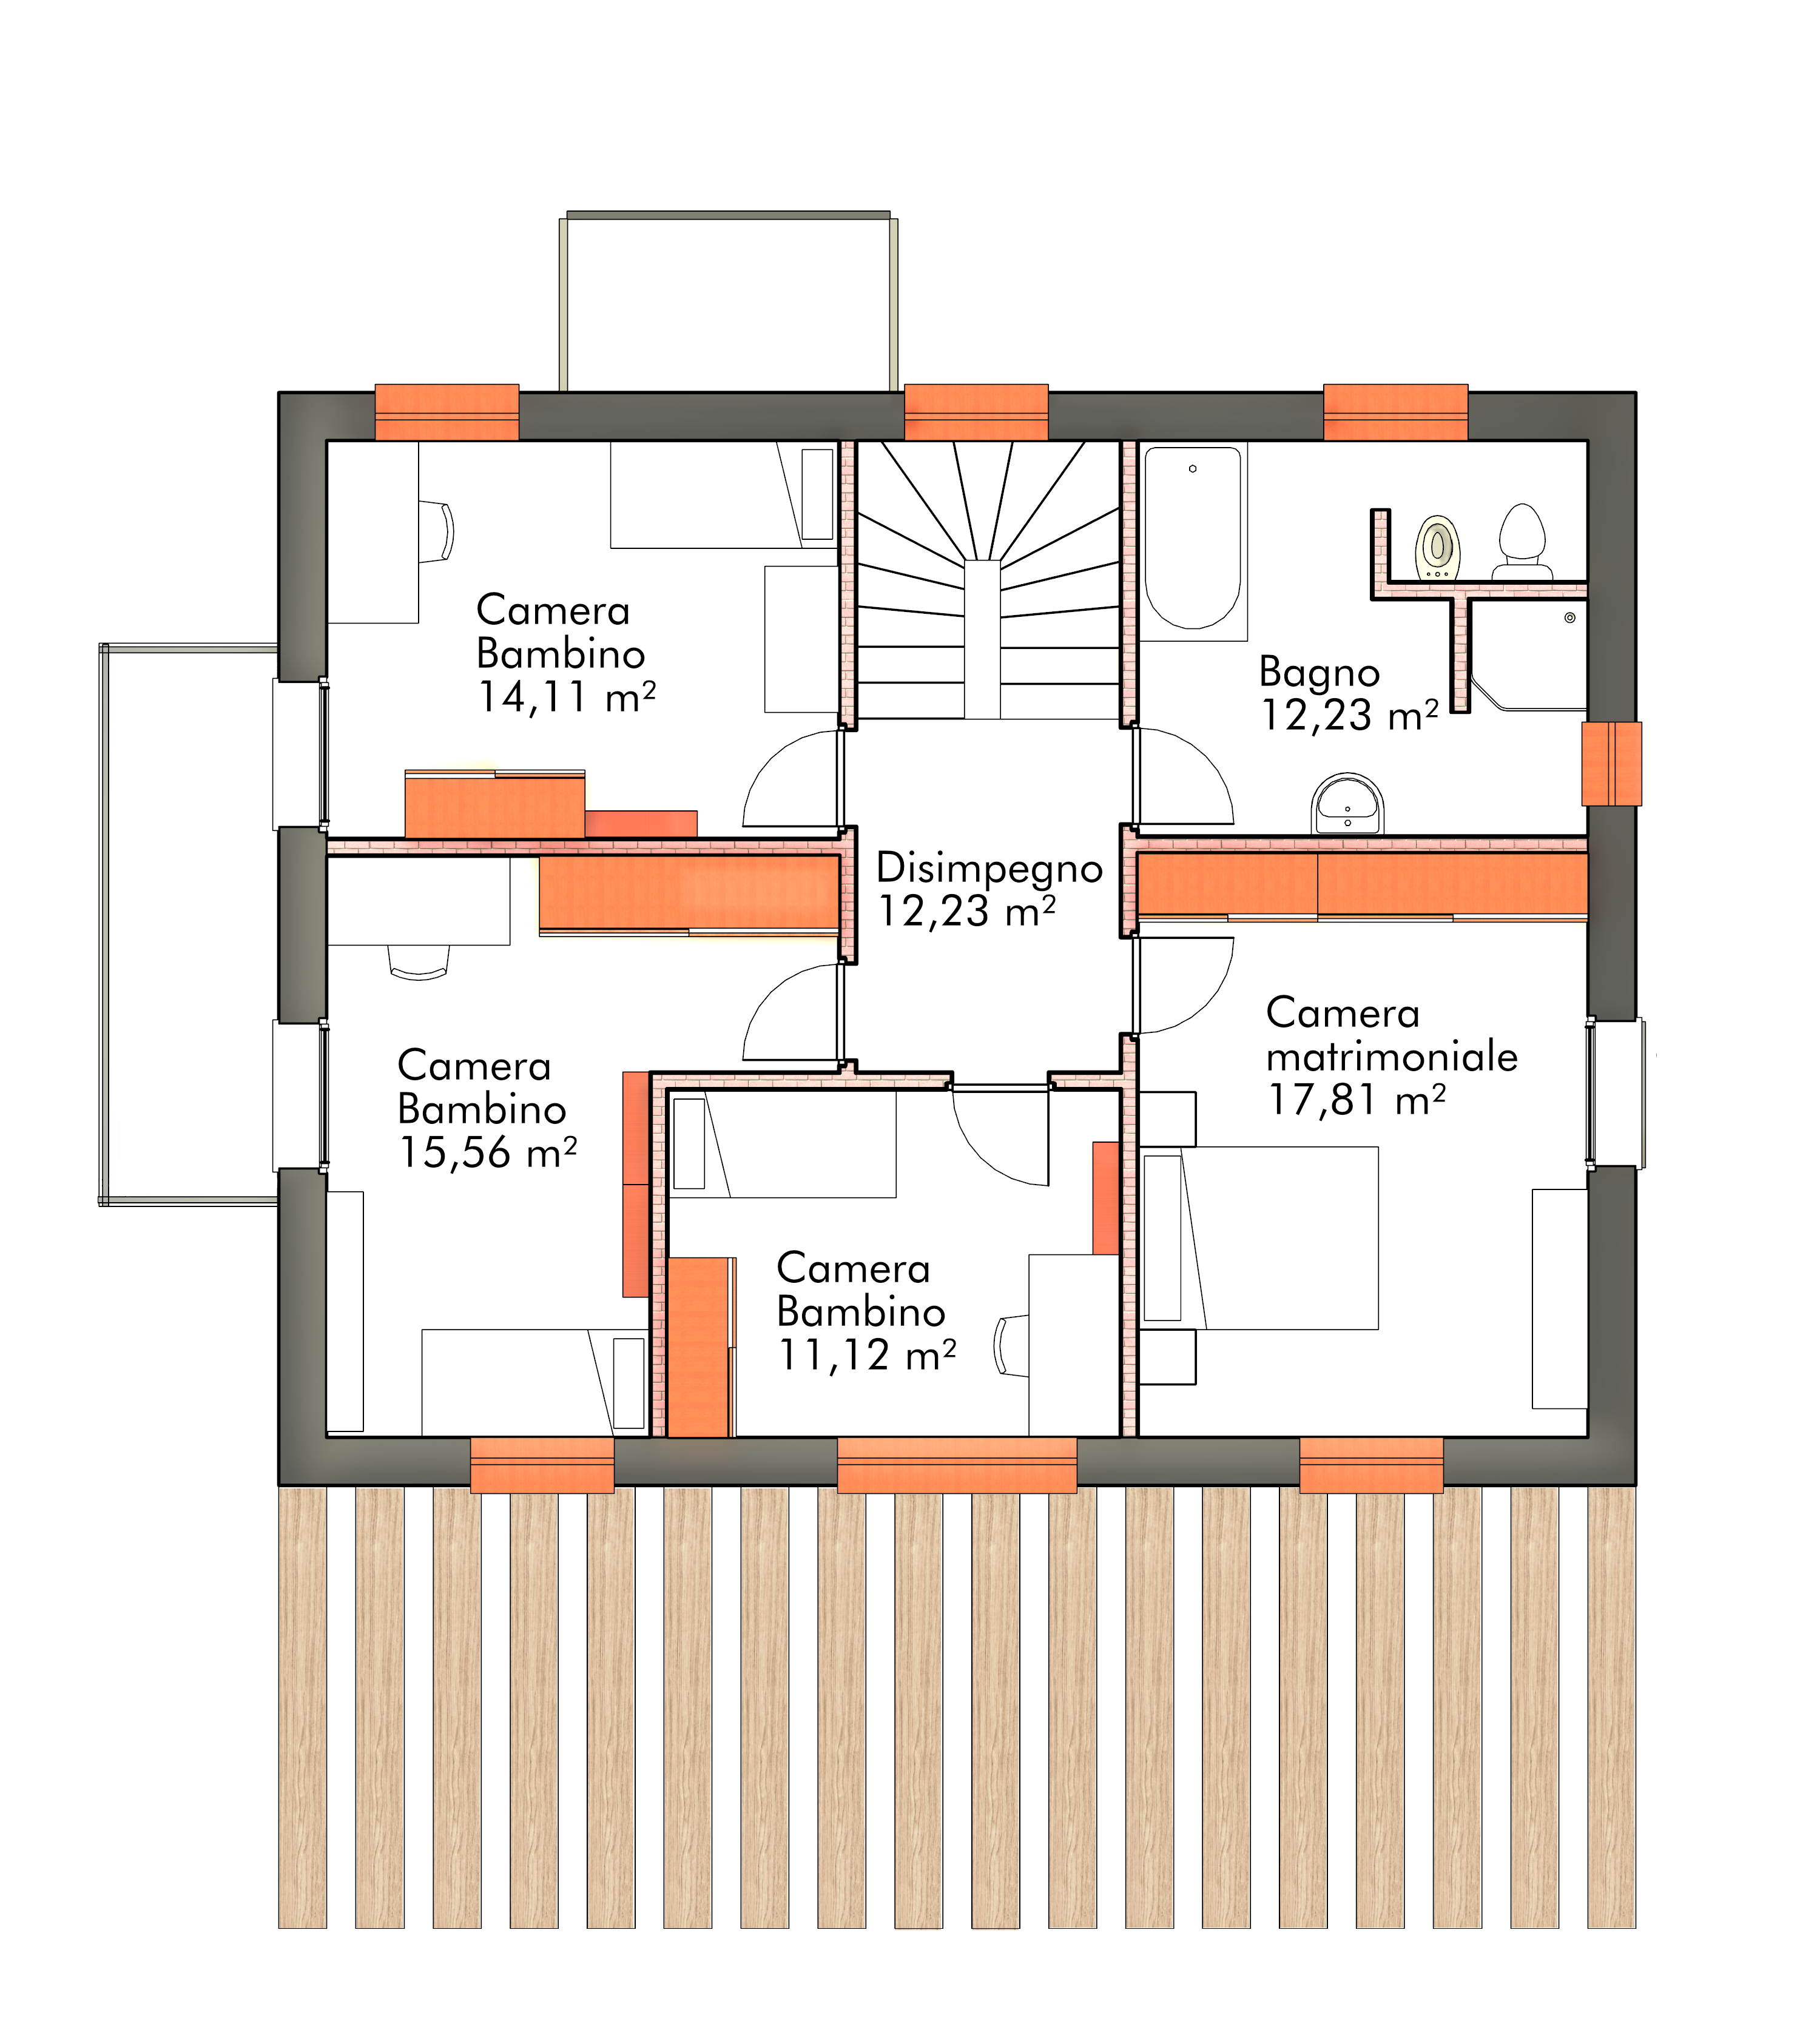 Camera
Bambino
14,11 m²
Bagno
12,23 m²
Disimpegno
12,23 m²
Camera
matrimoniale
17,81 m²
Camera
Bambino
15,56 m²
Camera
Bambino
11,12 m²